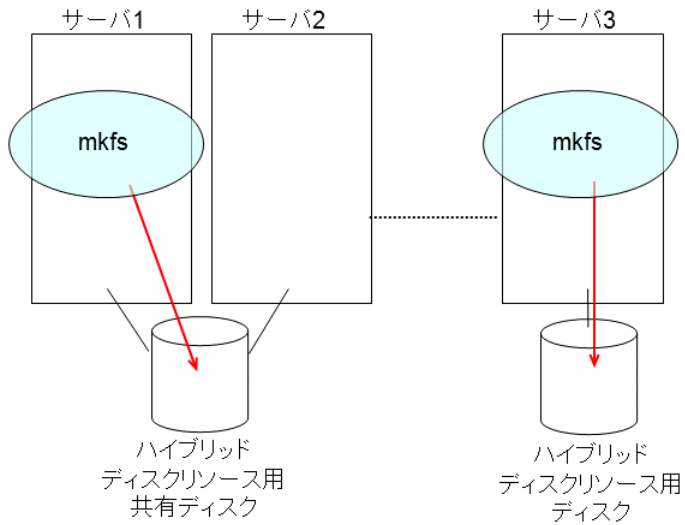 サーバ1
サーバ2
サーバ3
mkfs
mkfs
ハイブリッド
ディスクリソース用
共有ディスク
ハイブリッド
ディスクリソース用
ディスク